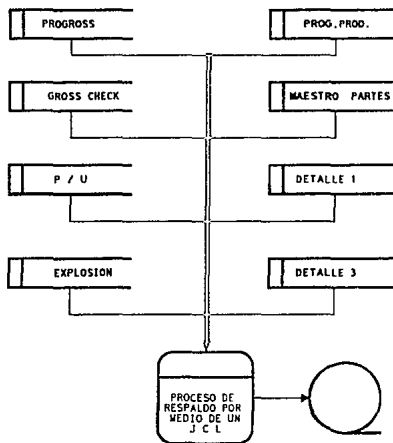 PROGROSS
PROG.PROD.
GROSS CHECK
MAESTRO PARTES
P / U
DETALLE 1
EXPLOSION
DETALLE 3
PROCESO DE
RESPALDO POR
MEDIO DE UN
J C L